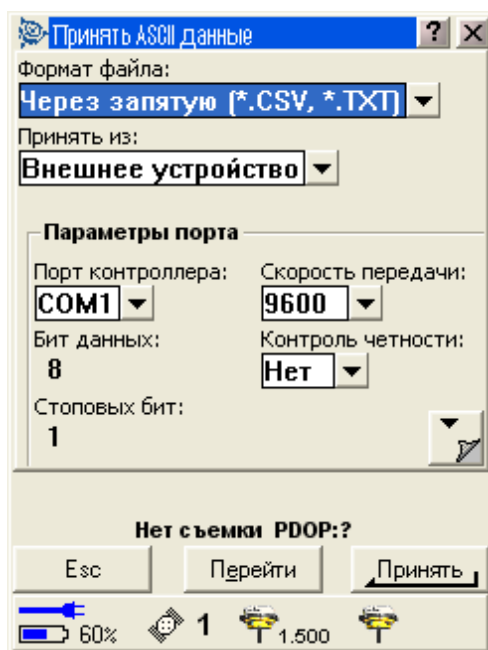 Принять ASCII данные ? ×
Формат файла:
Через запятую (*.CSV, *.TXT)
Принять из:
Внешнее устройство
Параметры порта
Порт контроллера: Скорость передачи:
COM1 9600
Бит данных: Контроль четности:
8 Нет
Стоповых бит:
1
Нет съемки PDOP:?
Esc Перейти Принять
60% 1 1.500